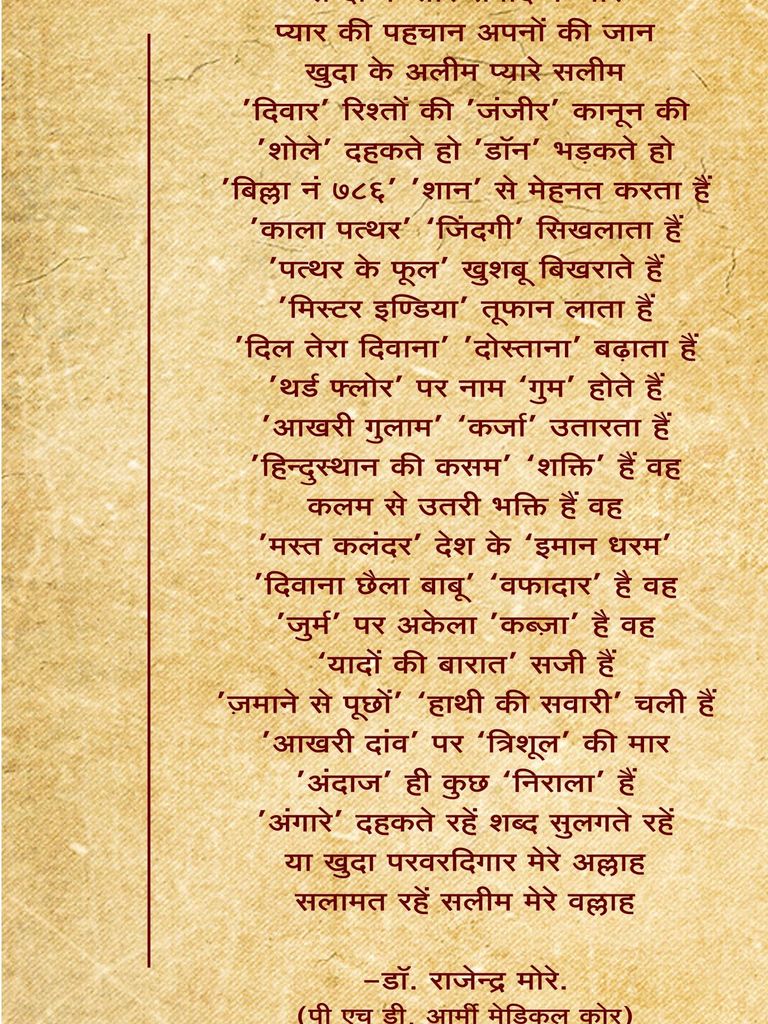 प्यार की पहचान अपनों की जान
खुदा के अलीम प्यारे सलीम
’दिवार’ रिश्तों की ’जंजीर’ कानून की
’शोले’ दहकते हो ’डॉन’ भड़कते हो
’बिल्ला नं ७८६’ ’शान’ से मेहनत करता हैं
’काला पत्थर’ ‘जिंदगी’ सिखलाता हैं
’पत्थर के फूल’ खुशबू बिखराते हैं
’मिस्टर इण्डिया’ तूफान लाता हैं
’दिल तेरा दिवाना’ ’दोस्ताना’ बढ़ाता हैं
’थर्ड फ्लोर’ पर नाम ‘गुम’ होते हैं
’आखरी गुलाम’ ‘कर्जा’ उतारता हैं
’हिन्दुस्थान की कसम’ ‘शक्ति’ हैं वह
कलम से उतरी भक्ति हैं वह
’मस्त कलंदर’ देश के ‘इमान धरम’
’दिवाना छैला बाबू’ ‘वफादार’ है वह
’जुर्म’ पर अकेला ’कब्ज़ा’ है वह
‘यादों की बारात’ सजी हैं
’ज़माने से पूछों’ ‘हाथी की सवारी’ चली हैं
’आखरी दांव’ पर ‘त्रिशूल’ की मार
’अंदाज’ ही कुछ ‘निराला’ हैं
’अंगारे’ दहकते रहें शब्द सुलगते रहें
या खुदा परवरदिगार मेरे अल्लाह
सलामत रहें सलीम मेरे वल्लाह
–डॉ. राजेन्द्र मोरे.
(पी एच डी. आर्मी मेडिकल कोर)